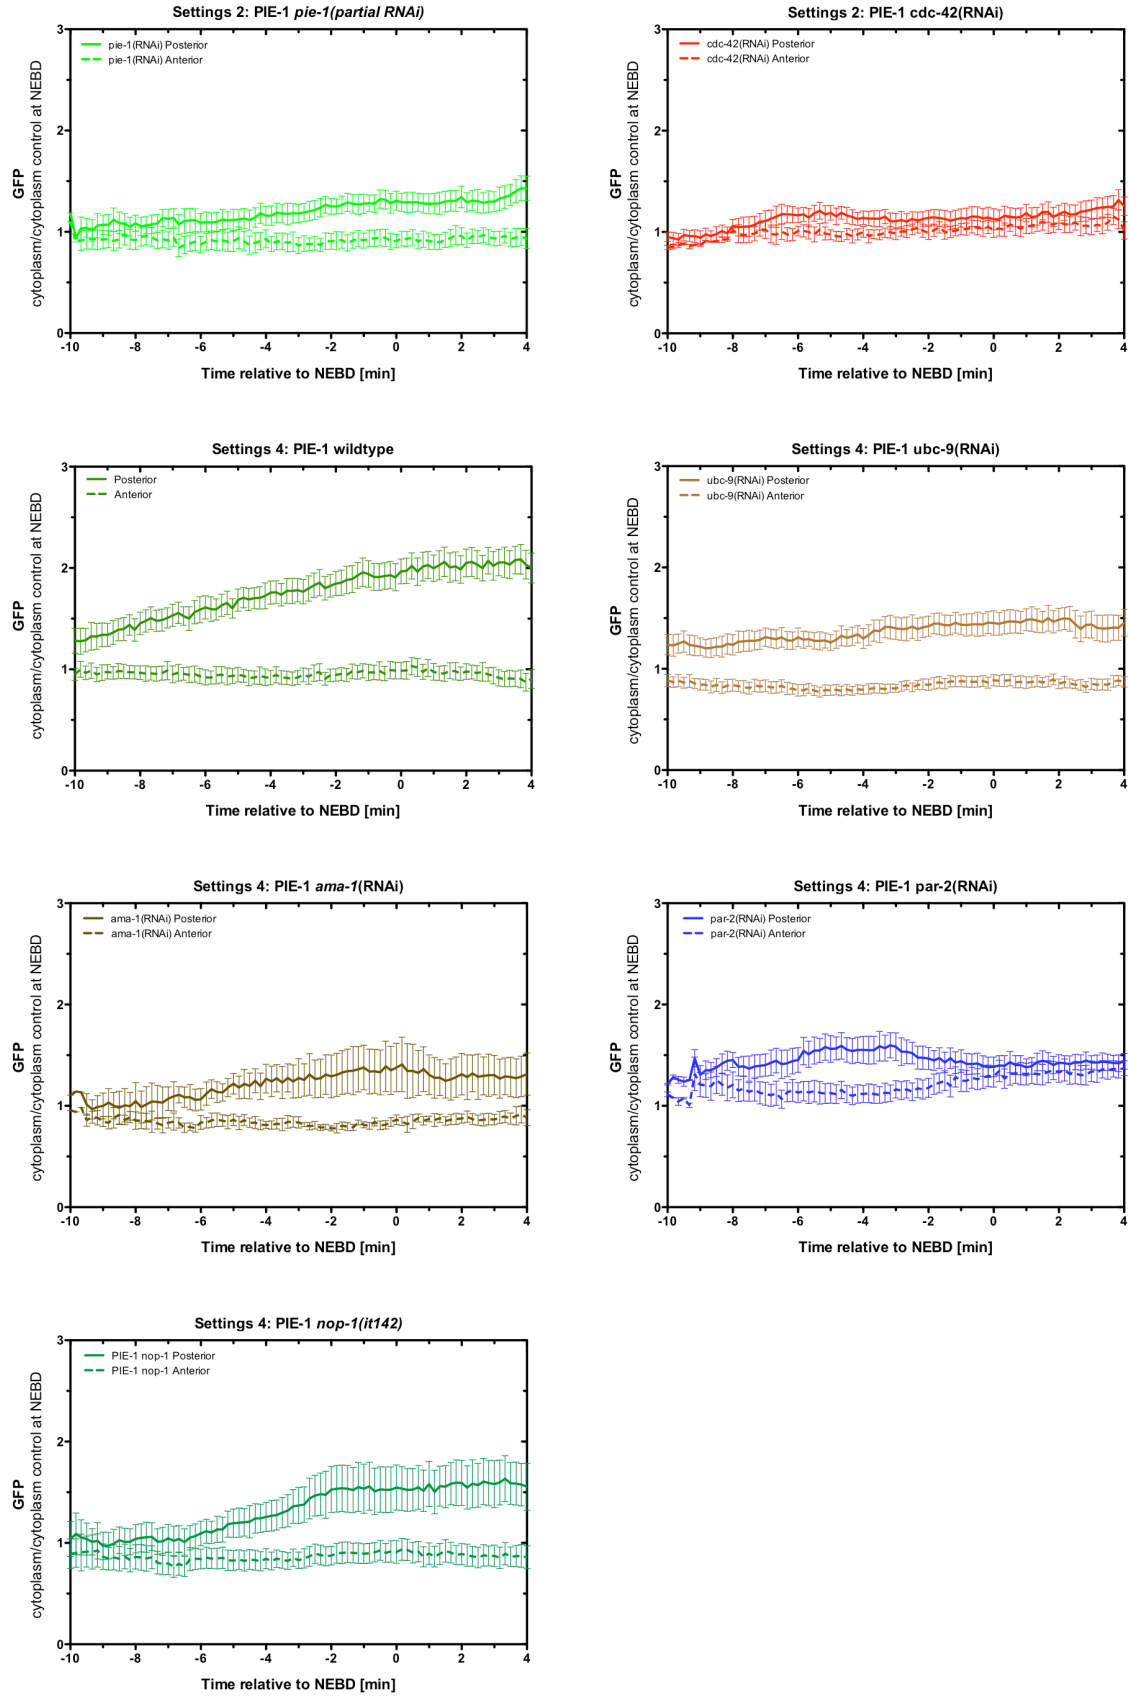 Settings 2: PIE-1 pie-1(partial RNAi)
pie-1(RNAi) Posterior
pie-1(RNAi) Anterior
GFP
cytoplasm/cytoplasm control at NEBD
3
2
1
0
-10 -8 -6 -4 -2 0 2 4
Time relative to NEBD [min]
Settings 2: PIE-1 cdc-42(RNAi)
cdc-42(RNAi) Posterior
cdc-42(RNAi) Anterior
GFP
cytoplasm/cytoplasm control at NEBD
3
2
1
0
-10 -8 -6 -4 -2 0 2 4
Time relative to NEBD [min]
Settings 4: PIE-1 wildtype
Posterior
Anterior
GFP
cytoplasm/cytoplasm control at NEBD
3
2
1
0
-10 -8 -6 -4 -2 0 2 4
Time relative to NEBD [min]
Settings 4: PIE-1 ubc-9(RNAi)
ubc-9(RNAi) Posterior
ubc-9(RNAi) Anterior
GFP
cytoplasm/cytoplasm control at NEBD
3
2
1
0
-10 -8 -6 -4 -2 0 2 4
Time relative to NEBD [min]
Settings 4: PIE-1 ama-1(RNAi)
ama-1(RNAi) Posterior
ama-1(RNAi) Anterior
GFP
cytoplasm/cytoplasm control at NEBD
3
2
1
0
-10 -8 -6 -4 -2 0 2 4
Time relative to NEBD [min]
Settings 4: PIE-1 par-2(RNAi)
par-2(RNAi) Posterior
par-2(RNAi) Anterior
GFP
cytoplasm/cytoplasm control at NEBD
3
2
1
0
-10 -8 -6 -4 -2 0 2 4
Time relative to NEBD [min]
Settings 4: PIE-1 nop-1(it142)
PIE-1 nop-1 Posterior
PIE-1 nop-1 Anterior
GFP
cytoplasm/cytoplasm control at NEBD
3
2
1
0
-10 -8 -6 -4 -2 0 2 4
Time relative to NEBD [min]